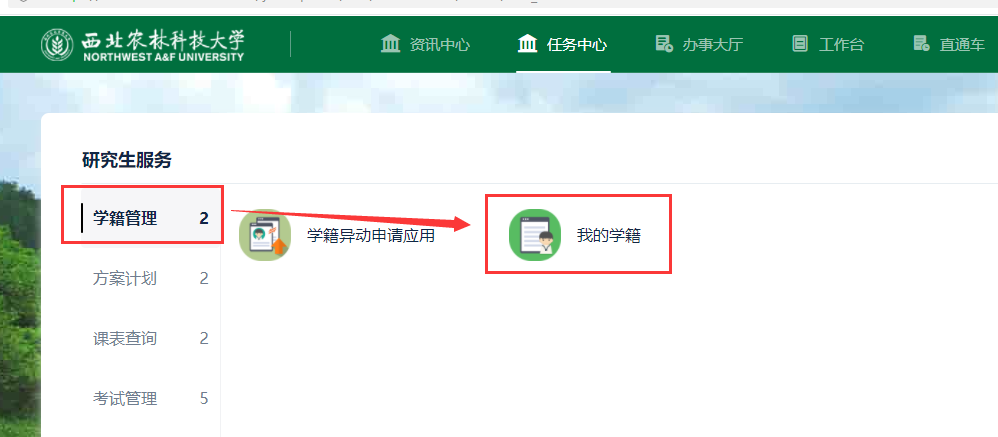 西北农林科技大学
NORTHWEST A&F UNIVERSITY
资讯中心 任务中心 办事大厅 工作台 直通车
研究生服务
学籍管理 2 学籍异动申请应用 我的学籍
方案计划 2
课表查询 2
考试管理 5